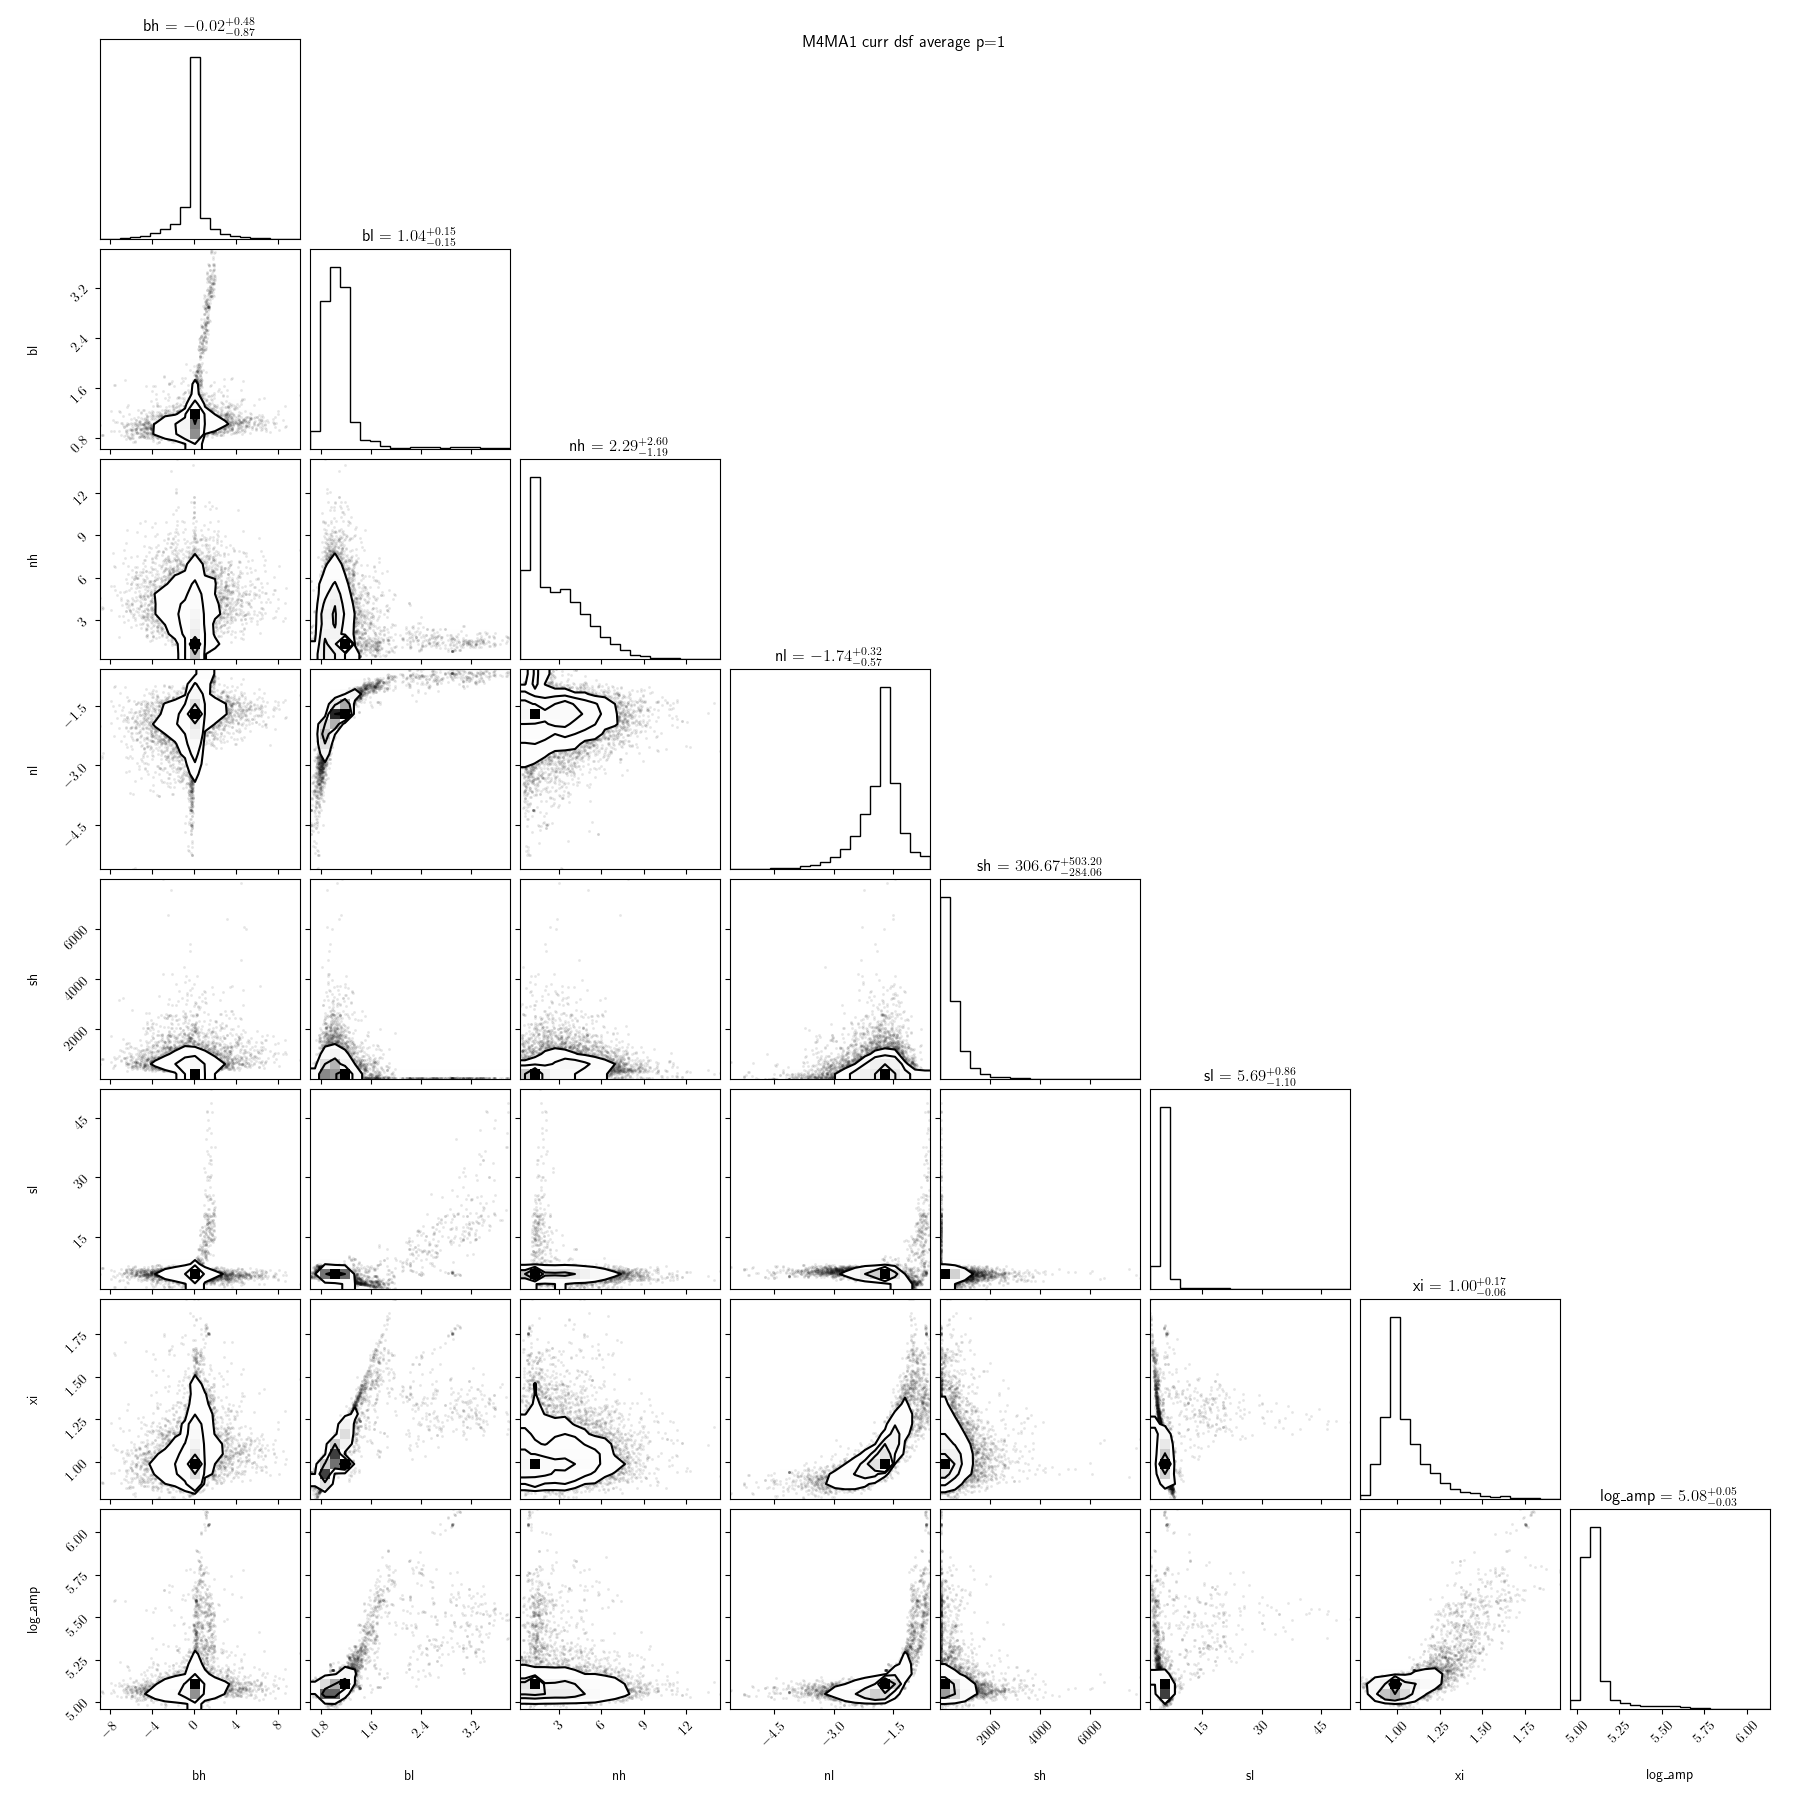 bh = −0.02+0.48−0.87
M4MA1 curr dsf average p=1
bl = 1.04+0.15−0.15
bl
3.2
2.4
1.6
0.8
nh = 2.29+2.60−1.19
nh
12
9
6
3
nl = −1.74+0.32−0.57
nl
−1.5
−3.0
−4.5
sh = 306.67+503.20−284.06
sh
6000
4000
2000
sl = 5.69+0.86−1.10
sl
45
30
15
xi = 1.00+0.17−0.06
xi
1.75
1.50
1.25
1.00
log_amp = 5.08+0.05−0.03
log_amp
6.00
5.75
5.50
5.25
5.00
−8 −4 0 4 8 0.8 1.6 2.4 3.2 3 6 9 12 −4.5 −3.0 −1.5 2000 4000 6000 15 30 45 1.00 1.25 1.50 1.75 5.00 5.25 5.50 5.75 6.00
bh bl nh nl sh sl xi log_amp